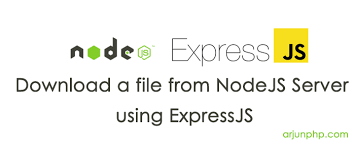 node JS Express JS
Download a file from NodeJS Server
using ExpressJS
arjunphp.com